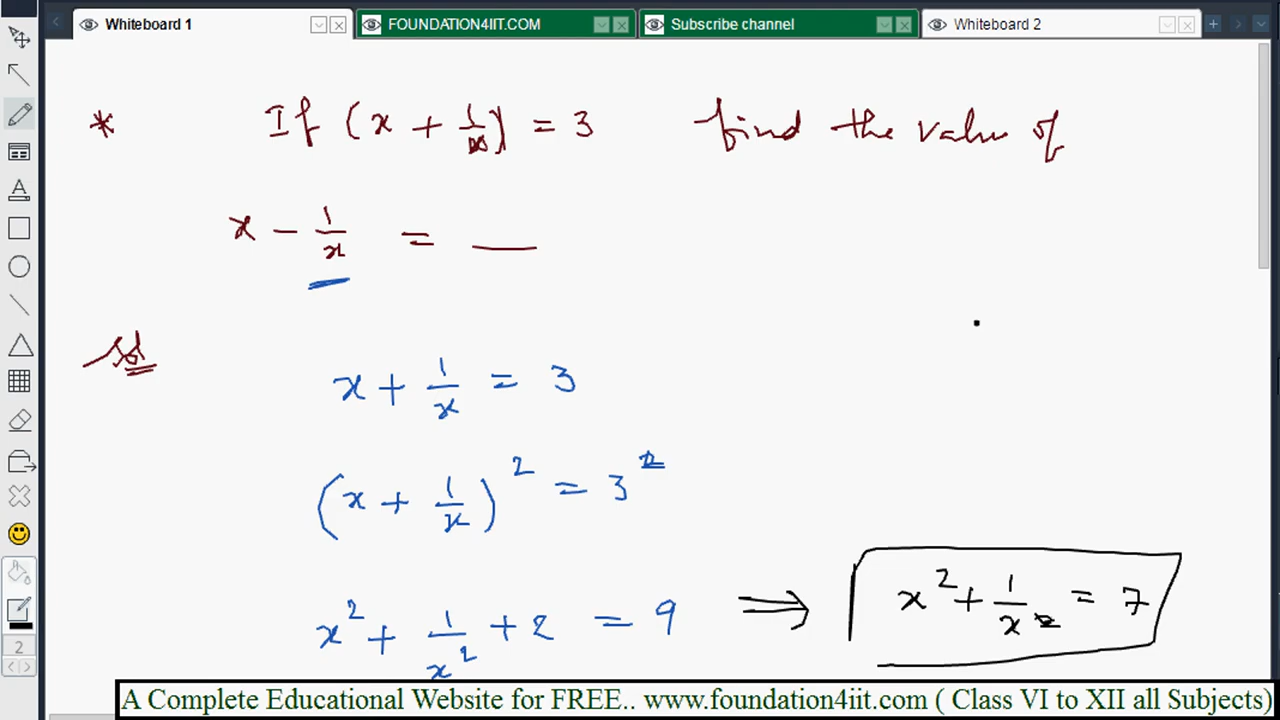 Whiteboard 1 FOUNDATION4IIT.COM Subscribe channel Whiteboard 2
* If (x + 1/x) = 3 find the value of
x - 1/x = __
Sol
x + 1/x = 3
(x + 1/x)² = 3²
x² + 1/x² + 2 = 9 ⇒ x² + 1/x² = 7
2
A Complete Educational Website for FREE.. www.foundation4iit.com ( Class VI to XII all Subjects)